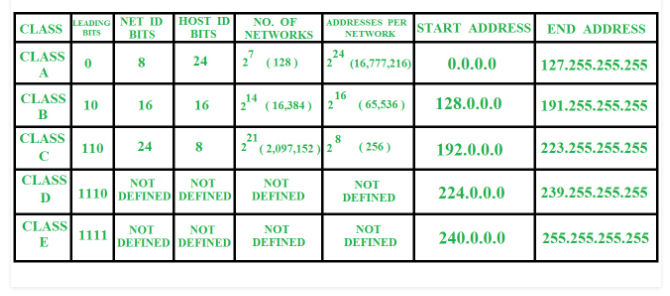 CLASS LEADING BITS NET ID BITS HOST ID BITS NO. OF NETWORKS ADDRESSES PER NETWORK START ADDRESS END ADDRESS
CLASS A 0 8 24 2^7 (128) 2^24 (16,777,216) 0.0.0.0 127.255.255.255
CLASS B 10 16 16 2^14 (16,384) 2^16 (65,536) 128.0.0.0 191.255.255.255
CLASS C 110 24 8 2^21 (2,097,152) 2^8 (256) 192.0.0.0 223.255.255.255
CLASS D 1110 NOT DEFINED NOT DEFINED NOT DEFINED NOT DEFINED 224.0.0.0 239.255.255.255
CLASS E 1111 NOT DEFINED NOT DEFINED NOT DEFINED NOT DEFINED 240.0.0.0 255.255.255.255